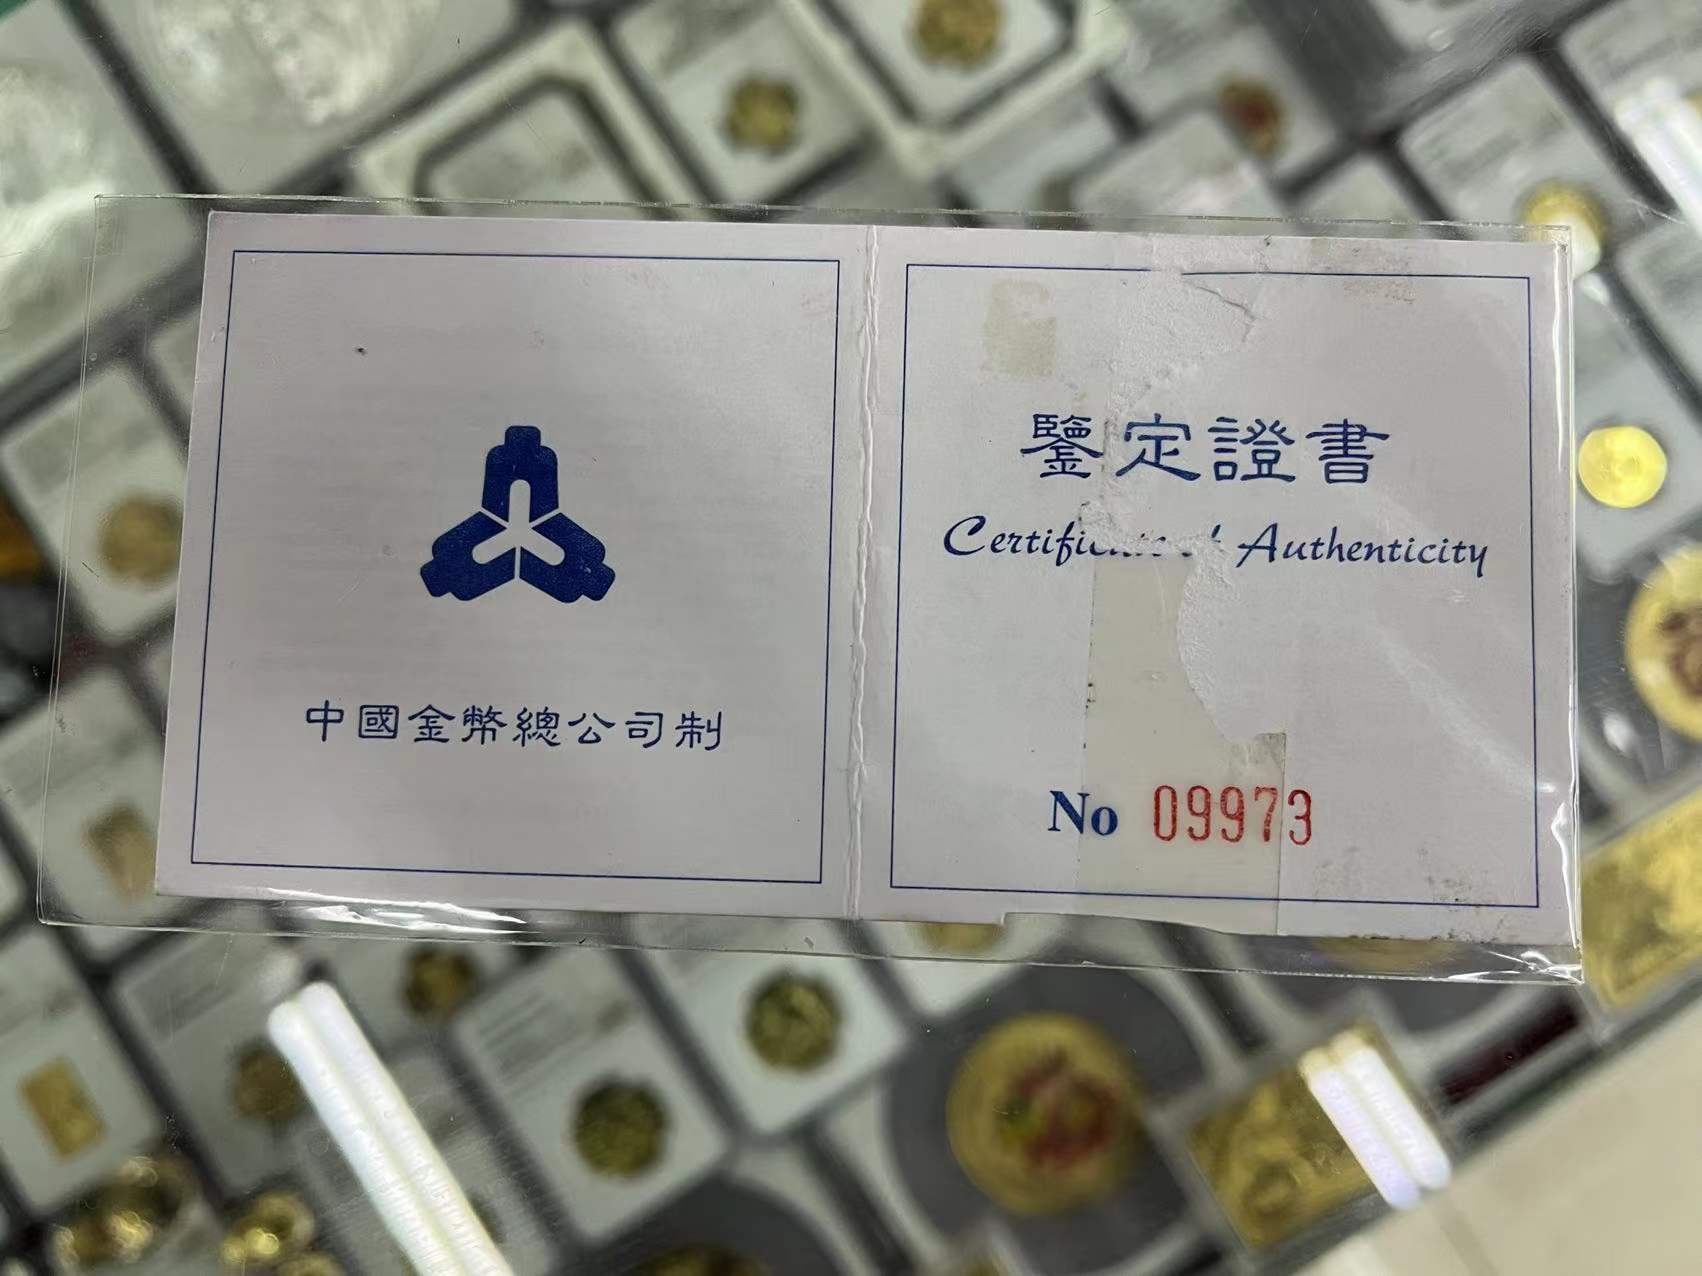 中國金幣總公司制
鑒定證書
Authenticity
No 09973